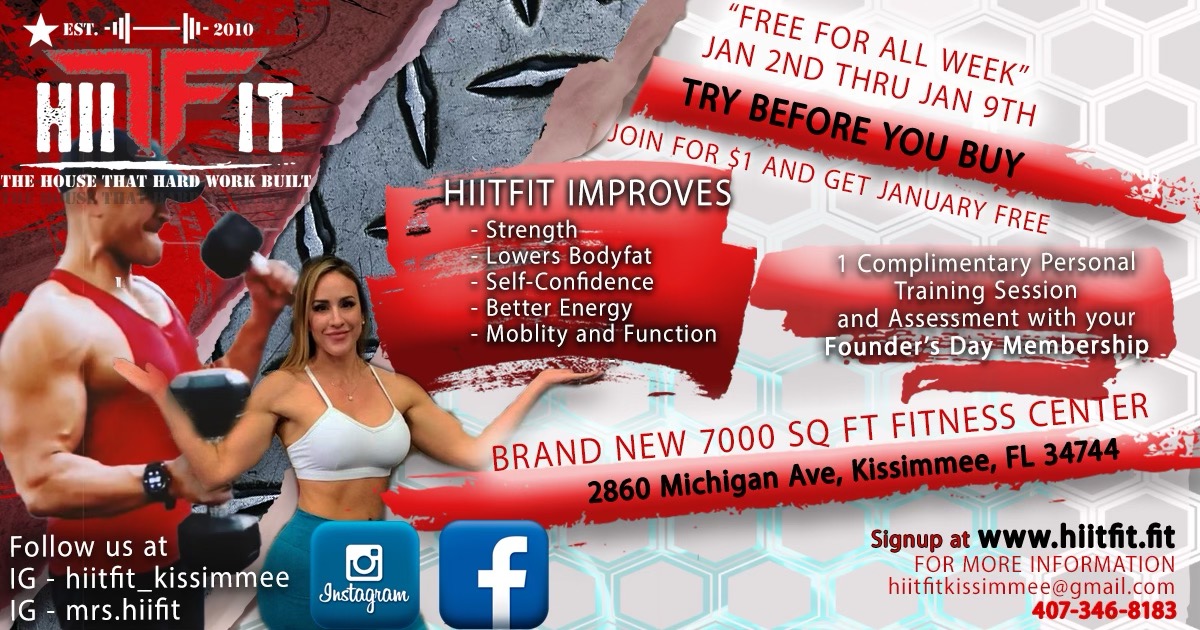 EST. 2010
HIITFIT
THE HOUSE THAT HARD WORK BUILT
"FREE FOR ALL WEEK"
JAN 2ND THRU JAN 9TH
TRY BEFORE YOU BUY
JOIN FOR $1 AND GET JANUARY FREE
HIITFIT IMPROVES
- Strength
- Lowers Bodyfat
- Self-Confidence
- Better Energy
- Moblity and Function
1 Complimentary Personal
Training Session
and Assessment with your
Founder's Day Membership
BRAND NEW 7000 SQ FT FITNESS CENTER
2860 Michigan Ave, Kissimmee, FL 34744
Follow us at
IG - hiitfit_kissimmee
IG - mrs.hiifit
Instagram
f
Signup at www.hiitfit.fit
FOR MORE INFORMATION
hiitfitkissimmee@gmail.com
407-346-8183